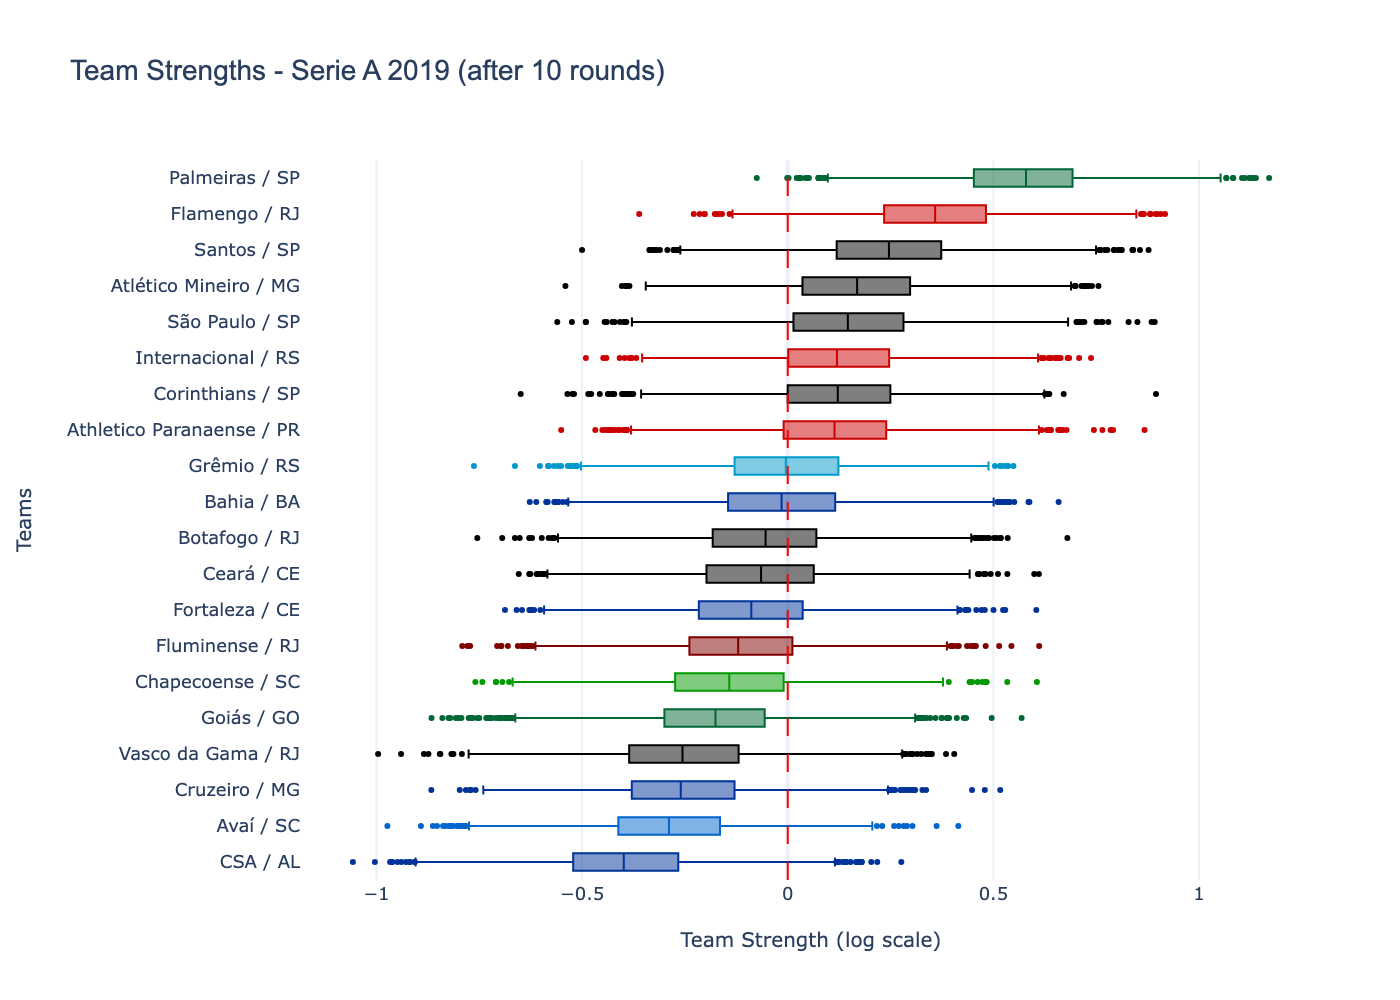 Team Strengths - Serie A 2019 (after 10 rounds)
Teams
Palmeiras / SP
Flamengo / RJ
Santos / SP
Atlético Mineiro / MG
São Paulo / SP
Internacional / RS
Corinthians / SP
Athletico Paranaense / PR
Grêmio / RS
Bahia / BA
Botafogo / RJ
Ceará / CE
Fortaleza / CE
Fluminense / RJ
Chapecoense / SC
Goiás / GO
Vasco da Gama / RJ
Cruzeiro / MG
Avaí / SC
CSA / AL
−1 −0.5 0 0.5 1
Team Strength (log scale)